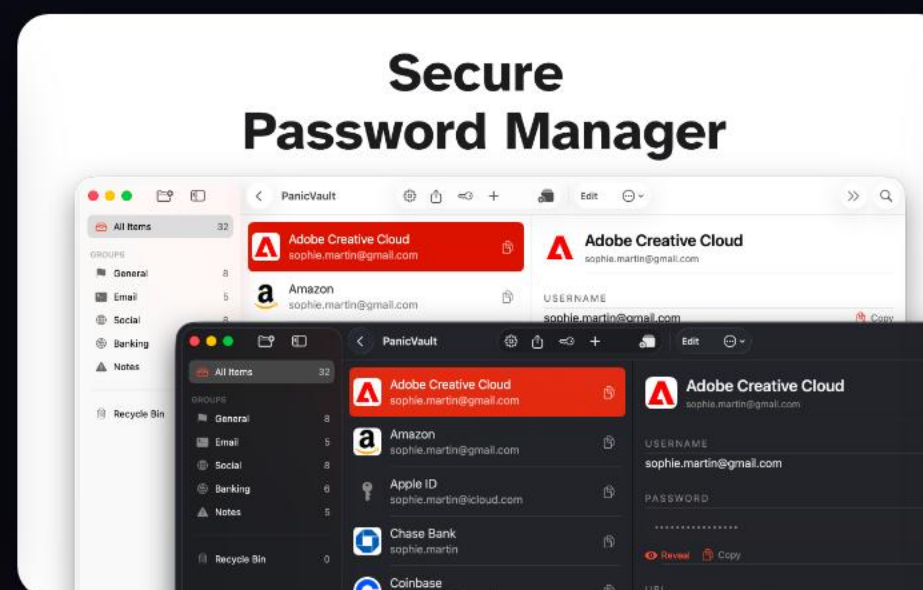 Secure
Password Manager
PanicVault
Edit
All Items 32
GROUPS
General 8
Email 5
Social 8
Banking
Notes
Recycle Bin
Adobe Creative Cloud
sophie.martin@gmail.com
Amazon
sophie.martin@gmail.com
Adobe Creative Cloud
sophie.martin@gmail.com
USERNAME
sophie.martin@gmail.com
Copy
PanicVault
Edit
All Items 32
GROUPS
General 8
Email 5
Social 8
Banking 6
Notes 5
Recycle Bin 0
Adobe Creative Cloud
sophie.martin@gmail.com
Amazon
sophie.martin@gmail.com
Apple ID
sophie.martin@icloud.com
Chase Bank
sophie.martin
Coinbase
Adobe Creative Cloud
sophie.martin@gmail.com
USERNAME
sophie.martin@gmail.com
PASSWORD
Reveal Copy
URL